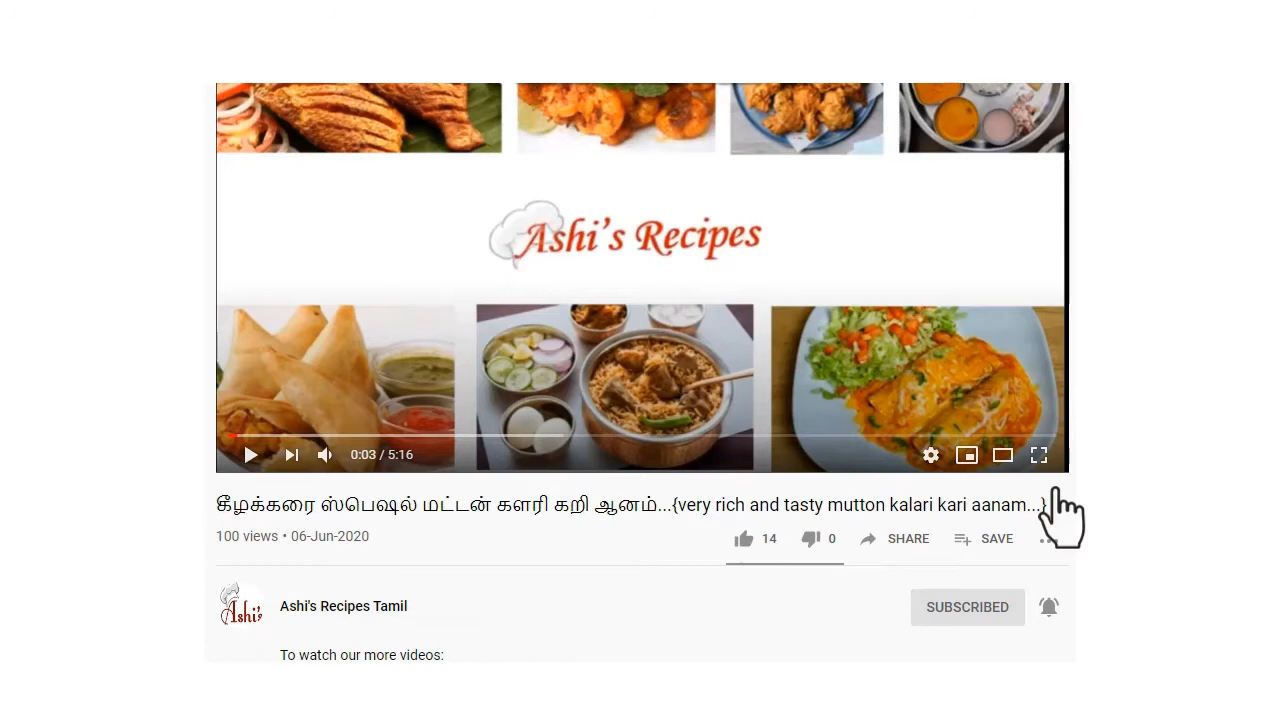 Ashi's Recipes
0:03 / 5:16
கீழக்கரை ஸ்பெஷல் மட்டன் களரி கறி ஆனம்...{very rich and tasty mutton kalari kari aanam...}
100 views • 06-Jun-2020
14 0 SHARE SAVE
Ashi's
Ashi's Recipes Tamil
SUBSCRIBED
To watch our more videos: